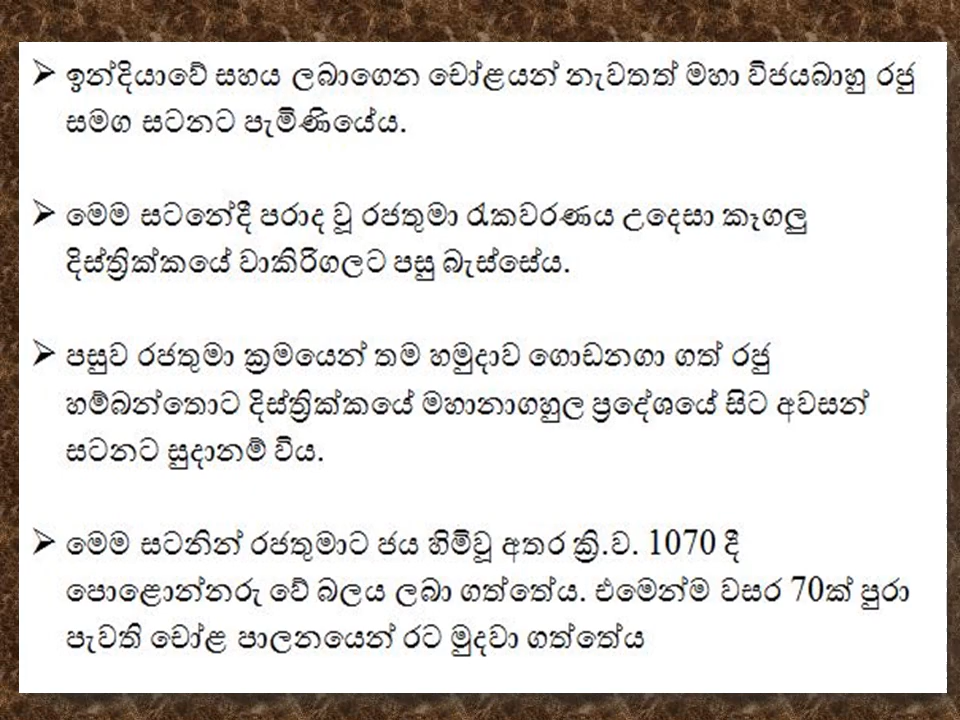 ➢ ඉන්දියාවේ සහය ලබාගෙන චෝළයන් නැවතත් මහා විජයබාහු රජු
සමග සටනට පැමිණියේය.
➢ මෙම සටනේදී පරාද වූ රජතුමා රැකවරණය උදෙසා කෑගලු
දිස්ත්‍රික්කයේ වාකිරිගලට පසු බැස්සේය.
➢ පසුව රජතුමා ක්‍රමයෙන් තම හමුදාව ගොඩනගා ගත් රජු
හම්බන්තොට දිස්ත්‍රික්කයේ මහානාගහුල ප්‍රදේශයේ සිට අවසන්
සටනට සුදානම් විය.
➢ මෙම සටනින් රජතුමාට ජය හිමිවූ අතර ක්‍රි.ව. 1070 දී
පොළොන්නරු වේ බලය ලබා ගත්තේය. එමෙන්ම වසර 70ක් පුරා
පැවති චෝළ පාලනයෙන් රට මුදවා ගත්තේය